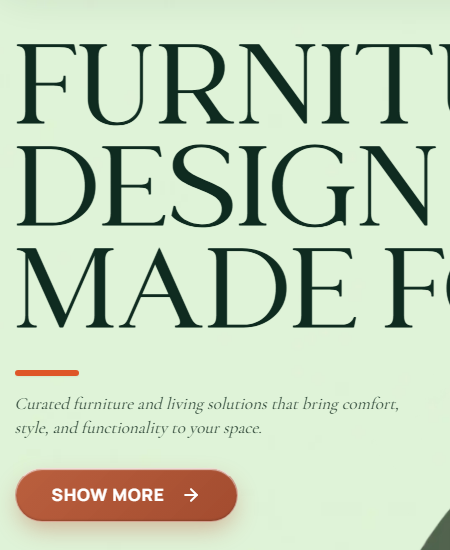 FURNITU
DESIGN
MADE FO
Curated furniture and living solutions that bring comfort,
style, and functionality to your space.
SHOW MORE